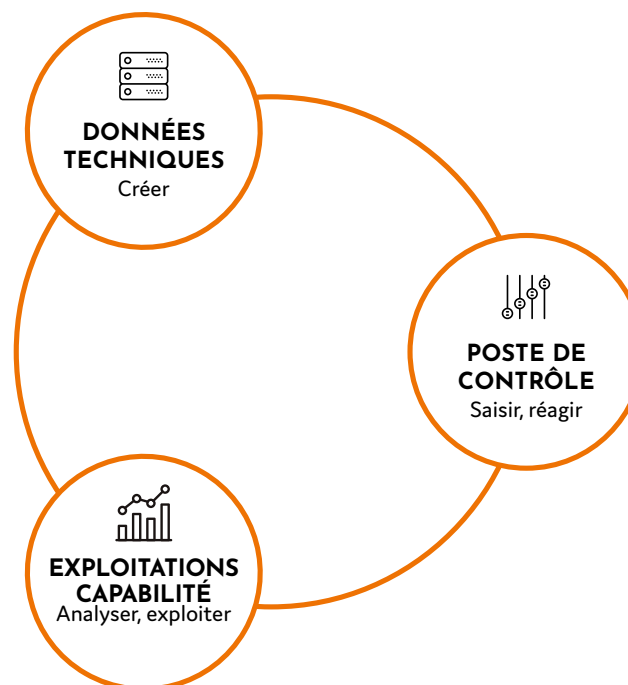 DONNÉES
TECHNIQUES
Créer
POSTE DE
CONTRÔLE
Saisir, réagir
EXPLOITATIONS
CAPABILITÉ
Analyser, exploiter